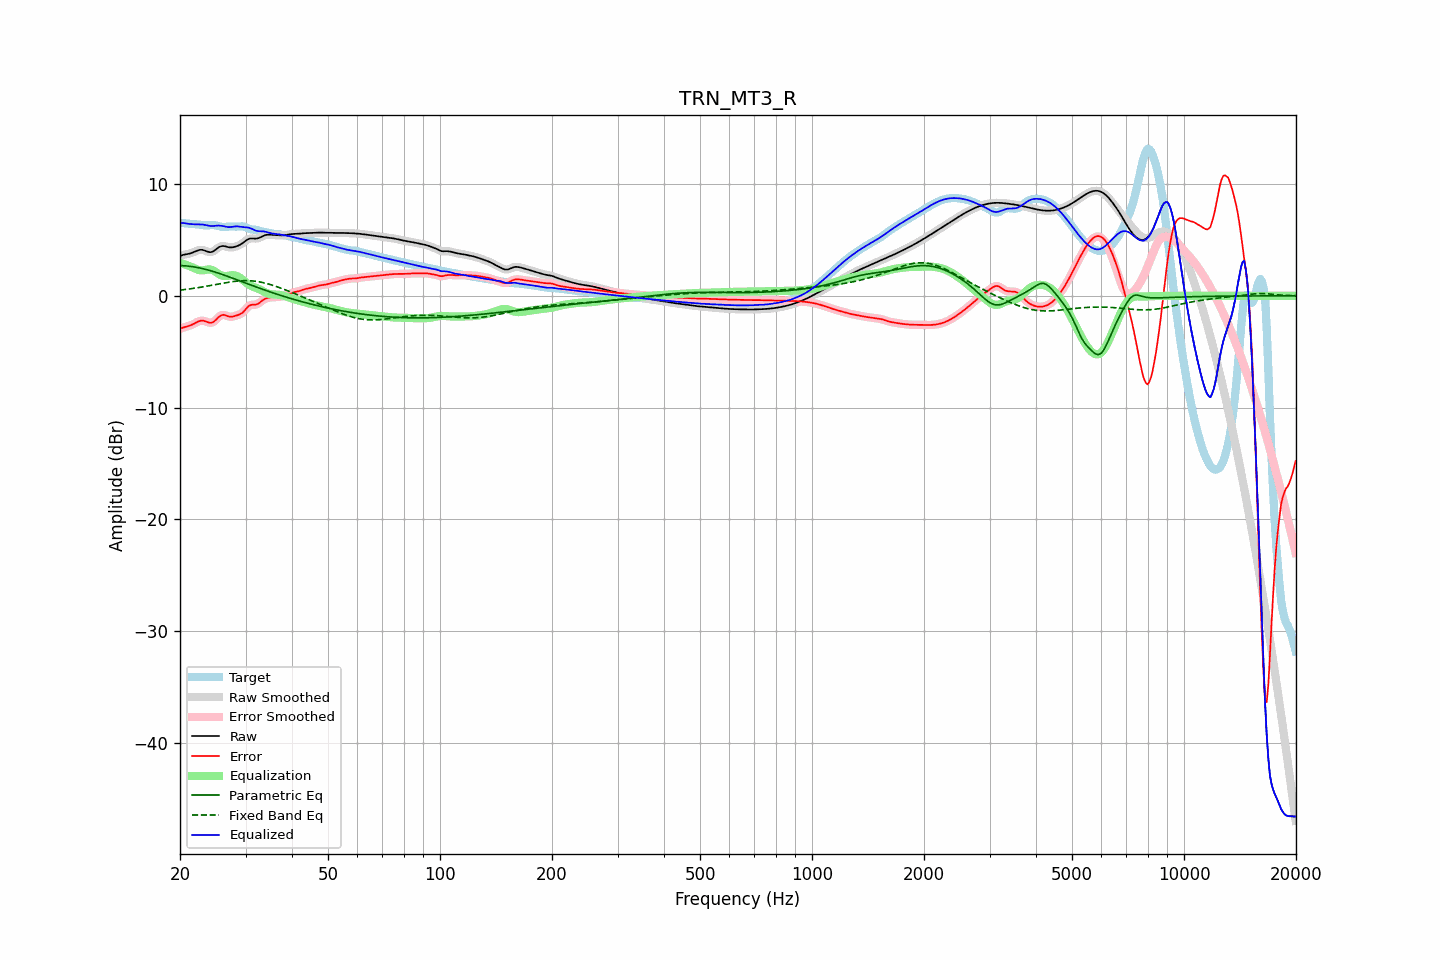 TRN_MT3_R
10
0
−10
−20
−30
−40
Amplitude (dBr)
Target
Raw Smoothed
Error Smoothed
Raw
Error
Equalization
Parametric Eq
Fixed Band Eq
Equalized
20 50 100 200 500 1000 2000 5000 10000 20000
Frequency (Hz)